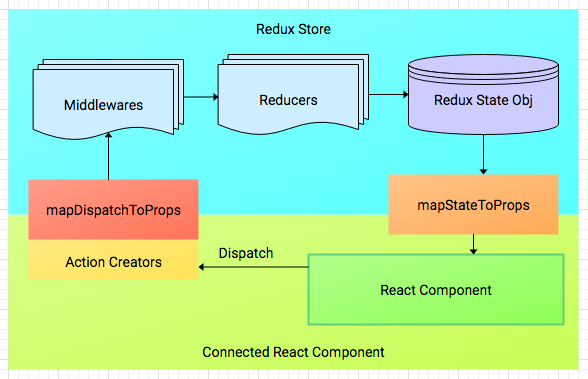 Redux Store
Middlewares
Reducers
Redux State Obj
mapDispatchToProps
mapStateToProps
Action Creators
Dispatch
React Component
Connected React Component